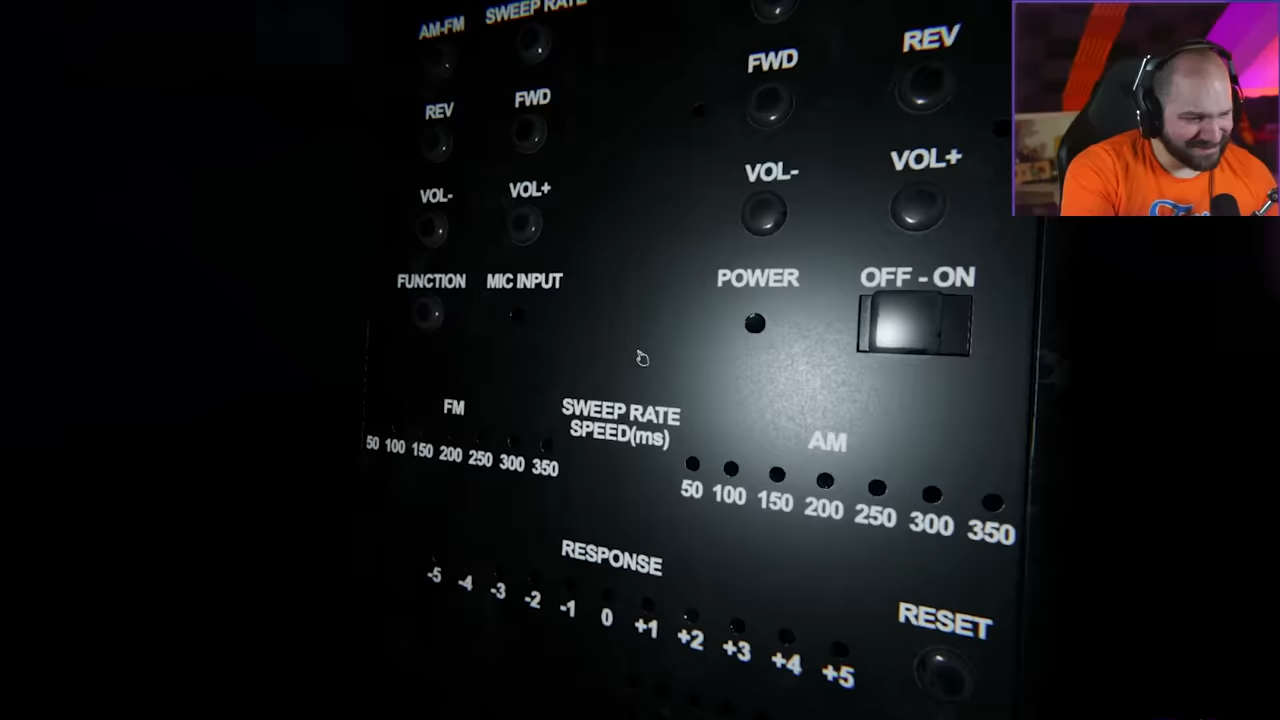 AM-FM SWEEP RATE
REV FWD
FWD REV
VOL- VOL+
VOL- VOL+
FUNCTION MIC INPUT
POWER OFF - ON
FM
50 100 150 200 250 300 350
SWEEP RATE
SPEED(ms)
AM
50 100 150 200 250 300 350
RESPONSE
-5 -4 -3 -2 -1 0 +1 +2 +3 +4 +5
RESET